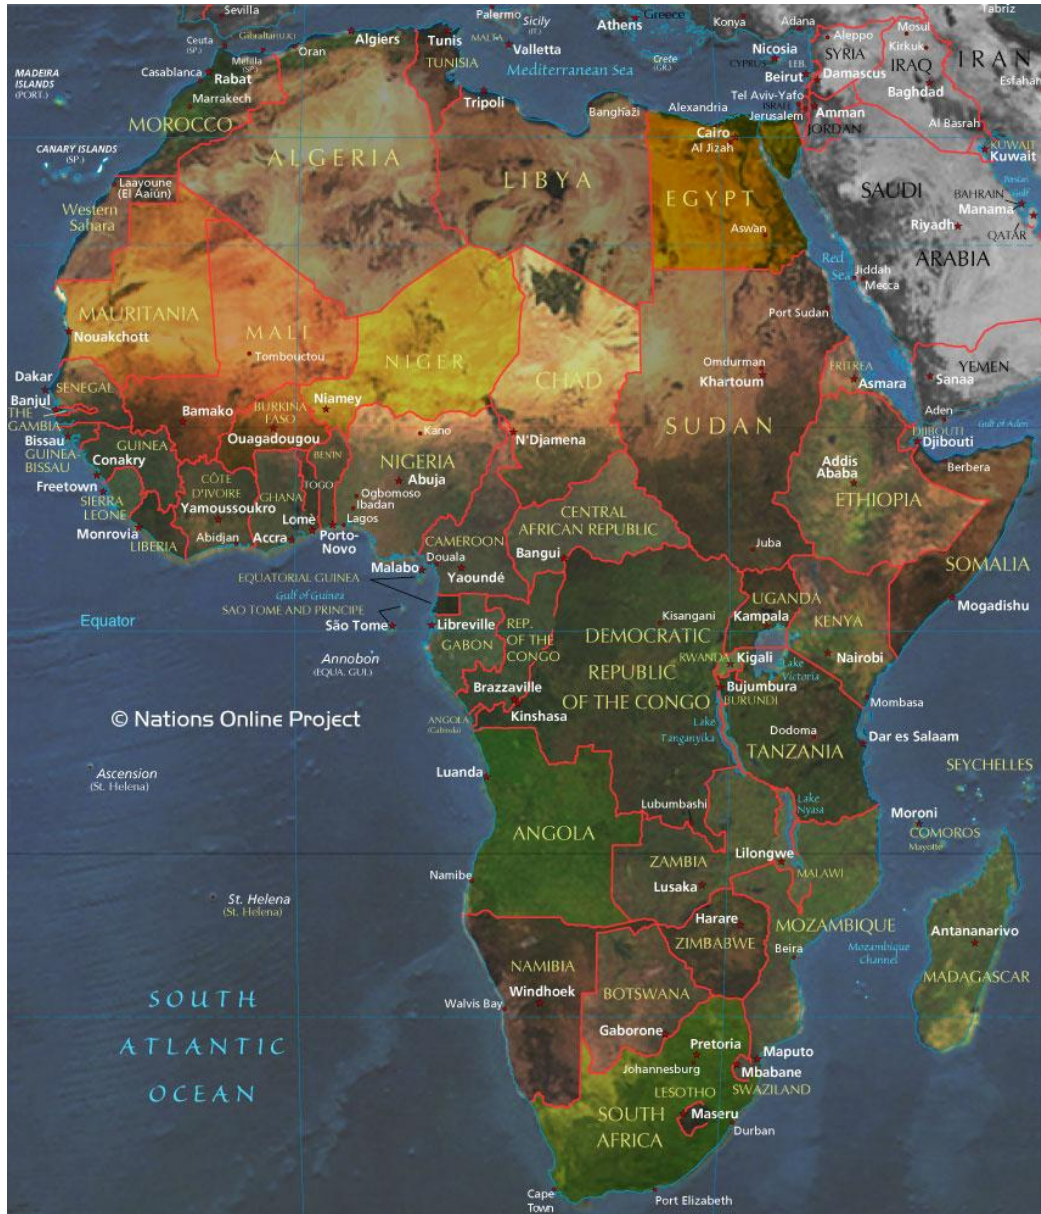 Sevilla
Palermo
Sicily
(IT.)
Athens
Greece
Konya
Adana
Mosul
Tabriz
Ceuta
(SP.)
Gibraltar(U.K.)
Algiers
Tunis
MALTA
Valletta
Nicosia
Aleppo
Kirkuk
SYRIA
IRAN
Oran
Melilla
(SP.)
Crete
(GR.)
CYPRUS
LEB.
IRAQ
MADEIRA
ISLANDS
(PORT.)
Casablanca
Rabat
TUNISIA
Mediterranean Sea
Beirut
Damascus
Baghdad
Esfahan
Marrakech
Tripoli
Banghazi
Alexandria
Tel Aviv-Yafo
ISRAEL
Jerusalem
Amman
JORDAN
Al Basrah
MOROCCO
Cairo
Al Jizah
KUWAIT
Kuwait
CANARY ISLANDS
(SP.)
ALGERIA
LIBYA
EGYPT
SAUDI
ARABIA
Persian
Gulf
BAHRAIN
Manama
QATAR
Riyadh
Laayoune
(El Aaiún)
Western
Sahara
Aswan
Red
Sea
Jiddah
Mecca
MAURITANIA
Nouakchott
MALI
Tombouctou
NIGER
CHAD
Port Sudan
Omdurman
Khartoum
SUDAN
ERITREA
Asmara
YEMEN
Sanaa
Aden
Gulf of Aden
Dakar
SENEGAL
Banjul
THE
GAMBIA
Bissau
GUINEA-
BISSAU
Bamako
BURKINA
FASO
Niamey
Ouagadougou
Kano
N'Djamena
DJIBOUTI
Djibouti
Berbera
GUINEA
Conakry
Freetown
SIERRA
LEONE
Monrovia
LIBERIA
CÔTE
D'IVOIRE
Yamoussoukro
Abidjan
GHANA
Accra
TOGO
Lomè
BENIN
Porto-
Novo
NIGERIA
Abuja
Ogbomoso
Ibadan
Lagos
CENTRAL
AFRICAN REPUBLIC
Bangui
Addis
Ababa
ETHIOPIA
CAMEROON
Douala
Yaoundé
Malabo
Juba
SOMALIA
Mogadishu
EQUATORIAL GUINEA
Gulf of Guinea
SAO TOME AND PRINCIPE
São Tome
Equator
Libreville
GABON
REP.
OF THE
CONGO
Kisangani
DEMOCRATIC
REPUBLIC
OF THE CONGO
UGANDA
Kampala
KENYA
Nairobi
RWANDA
Kigali
Lake
Victoria
Annobon
(EQUA. GUI.)
Brazzaville
Kinshasa
Bujumbura
BURUNDI
Mombasa
© Nations Online Project
ANGOLA
(Cabinda)
Lake
Tanganyika
Dodoma
TANZANIA
Dar es Salaam
SEYCHELLES
Ascension
(St. Helena)
Luanda
Lubumbashi
Lake
Nyasa
Moroni
COMOROS
Mayotte
ANGOLA
ZAMBIA
Lusaka
Lilongwe
MALAWI
Namibe
St. Helena
(St. Helena)
Harare
ZIMBABWE
MOZAMBIQUE
Beira
Mozambique
Channel
Antananarivo
MADAGASCAR
NAMIBIA
Windhoek
Walvis Bay
BOTSWANA
Gaborone
SOUTH
ATLANTIC
OCEAN
Pretoria
Johannesburg
Maputo
Mbabane
SWAZILAND
LESOTHO
Maseru
SOUTH
AFRICA
Durban
Cape
Town
Port Elizabeth